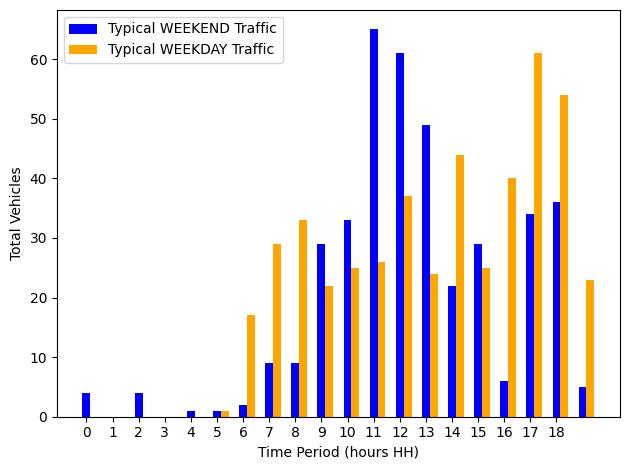 Typical WEEKEND Traffic
Typical WEEKDAY Traffic
Total Vehicles
60
50
40
30
20
10
0
0 1 2 3 4 5 6 7 8 9 10 11 12 13 14 15 16 17 18
Time Period (hours HH)